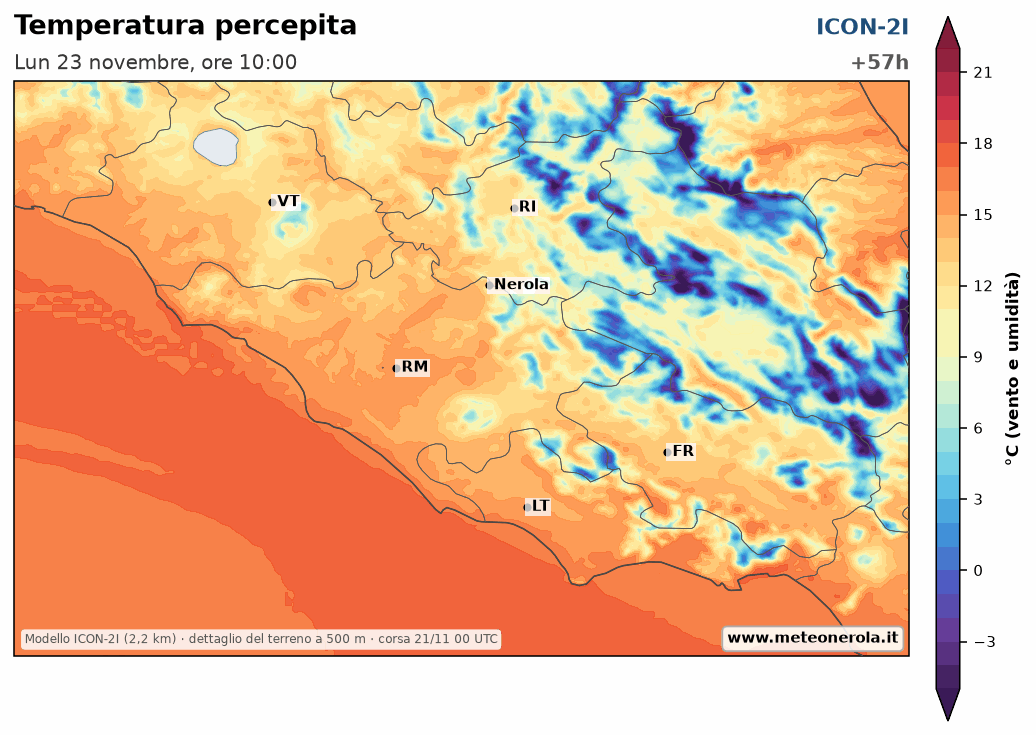 Temperatura percepita
ICON-2I
Lun 23 novembre, ore 10:00
+57h
21
18
15
12
9
6
3
0
−3
°C (vento e umidità)
VT
RI
Nerola
RM
FR
LT
Modello ICON-2I (2,2 km) · dettaglio del terreno a 500 m · corsa 21/11 00 UTC
www.meteonerola.it